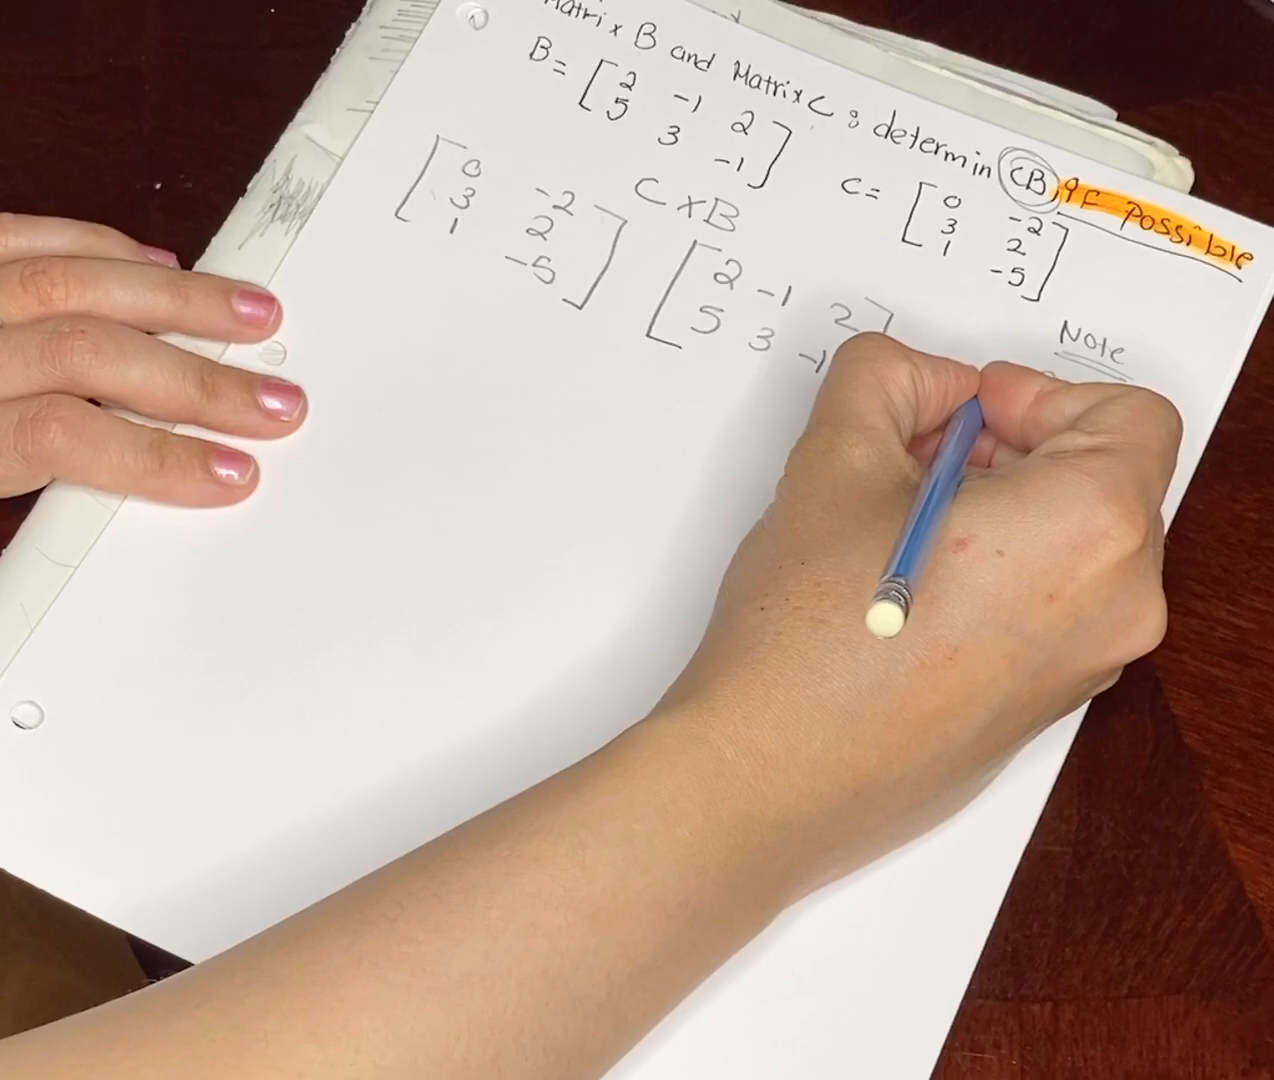 Matrix B and Matrix C : determin CB, if possible
B = [ 2 -1 2
5 3 -1 ]
C = [ 0 -2
3 2
1 -5 ]
C x B
[ 0 -2
3 2
1 -5 ]
[ 2 -1 2
5 3 -1 ]
Note